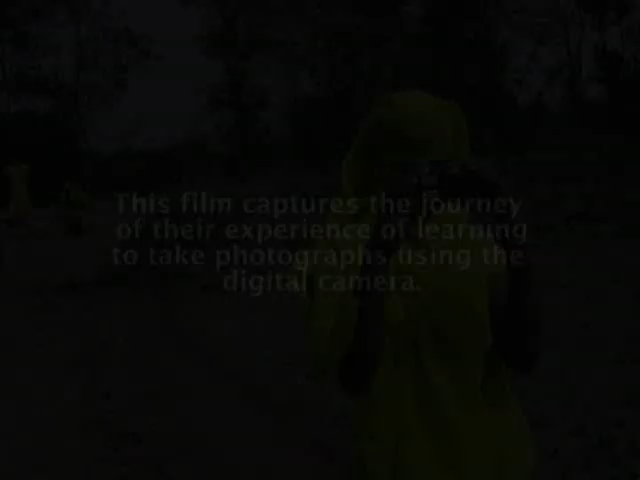 This film captures the journey
of their experience of learning
to take photographs using the
digital camera.